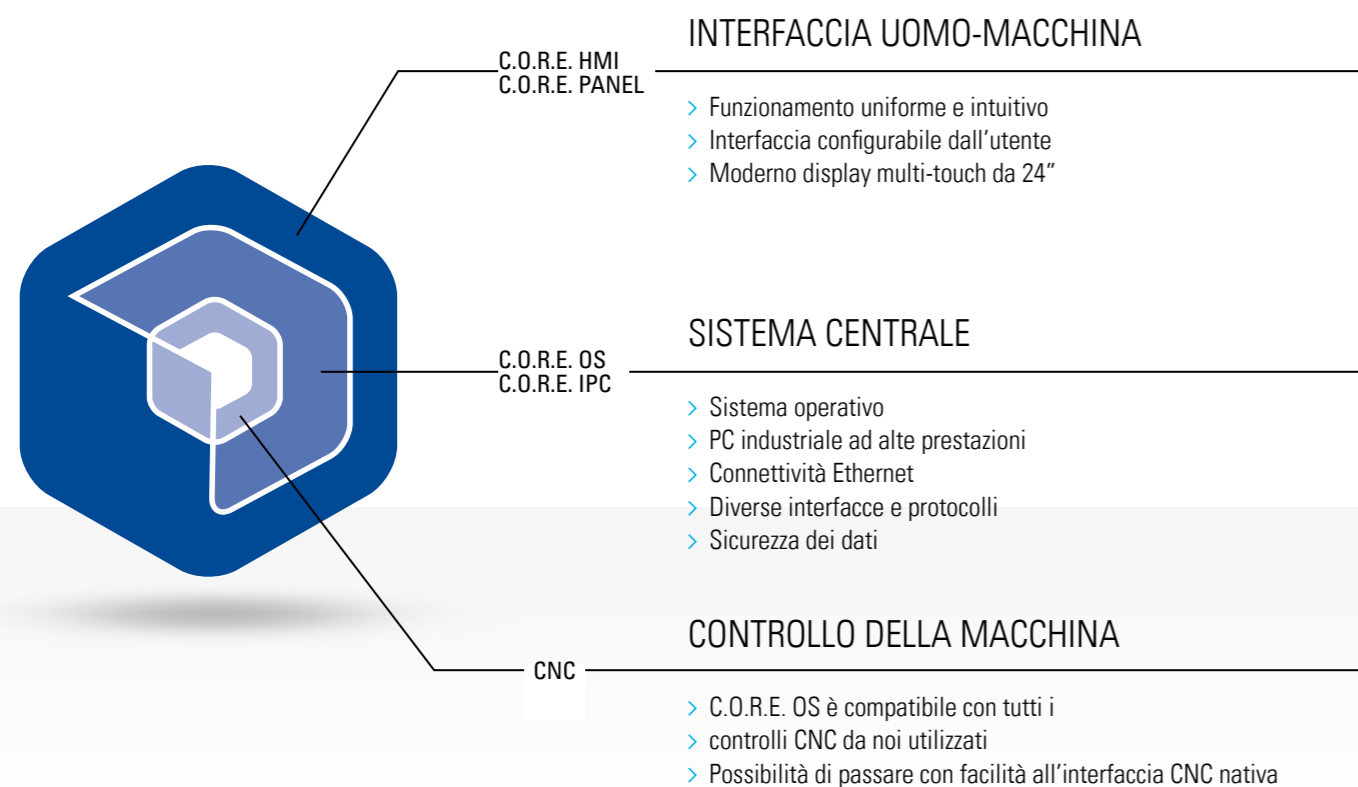 INTERFACCIA UOMO-MACCHINA
C.O.R.E. HMI
C.O.R.E. PANEL
> Funzionamento uniforme e intuitivo
> Interfaccia configurabile dall’utente
> Moderno display multi-touch da 24”
SISTEMA CENTRALE
C.O.R.E. OS
C.O.R.E. IPC
> Sistema operativo
> PC industriale ad alte prestazioni
> Connettività Ethernet
> Diverse interfacce e protocolli
> Sicurezza dei dati
CONTROLLO DELLA MACCHINA
CNC
> C.O.R.E. OS è compatibile con tutti i
> controlli CNC da noi utilizzati
> Possibilità di passare con facilità all’interfaccia CNC nativa